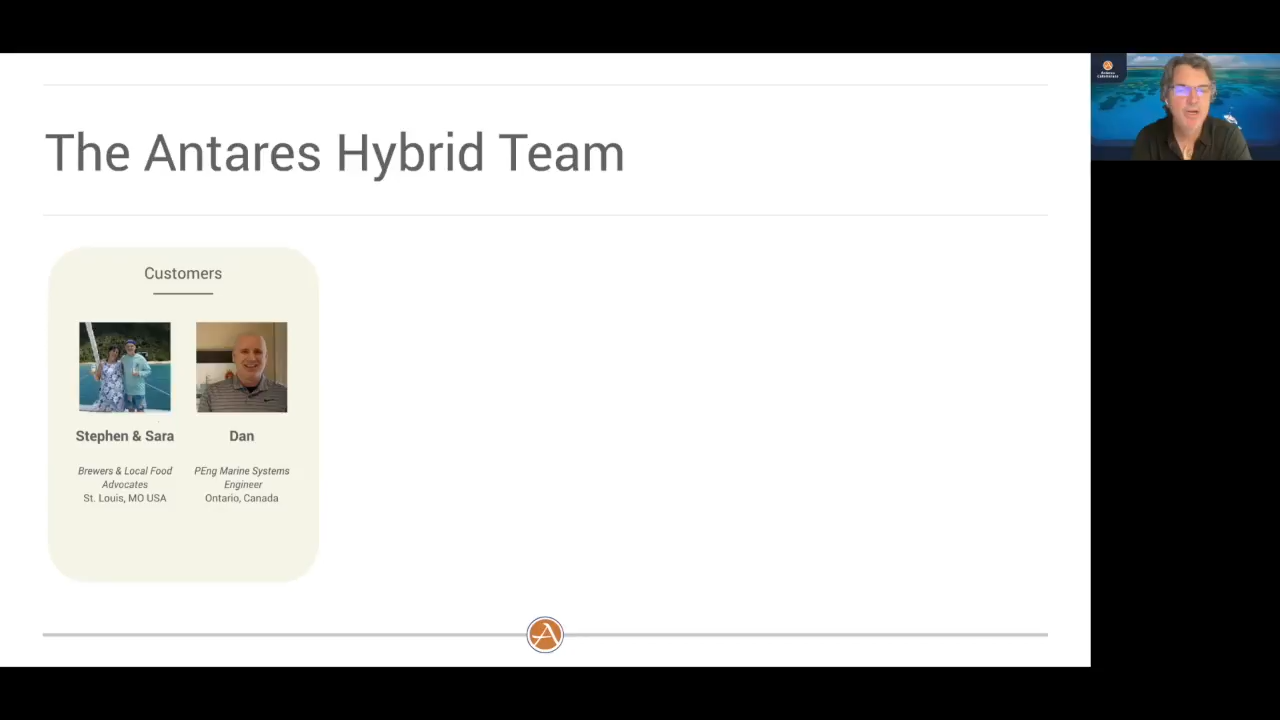 The Antares Hybrid Team
Customers
Stephen & Sara
Brewers & Local Food
Advocates
St. Louis, MO USA
Dan
PEng Marine Systems
Engineer
Ontario, Canada